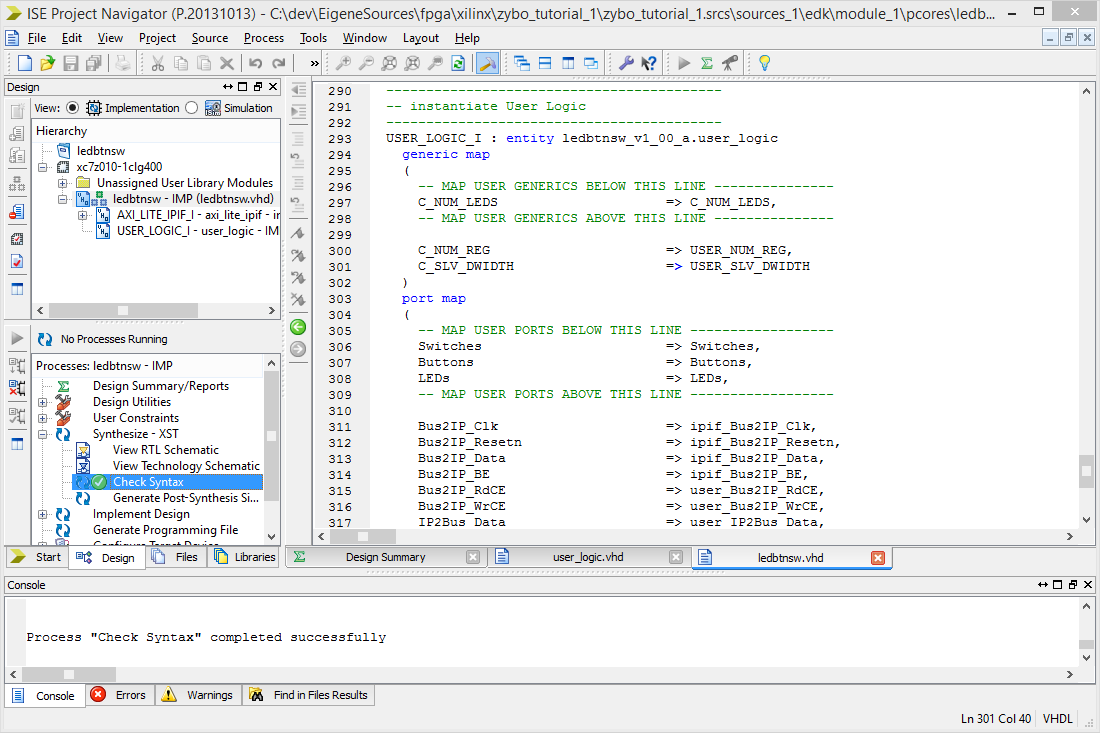 ISE Project Navigator (P.20131013) - C:\dev\EigeneSources\fpga\xilinx\zybo_tutorial_1\zybo_tutorial_1.srcs\sources_1\edk\module_1\pcores\ledb...
File Edit View Project Source Process Tools Window Layout Help
»
Design
View: Implementation Simulation
Hierarchy
ledbtnsw
xc7z010-1clg400
Unassigned User Library Modules
ledbtnsw - IMP (ledbtnsw.vhd)
AXI_LITE_IPIF_I - axi_lite_ipif - ir
USER_LOGIC_I - user_logic - IM
No Processes Running
Processes: ledbtnsw - IMP
Design Summary/Reports
Design Utilities
User Constraints
Synthesize - XST
View RTL Schematic
View Technology Schematic
Check Syntax
Generate Post-Synthesis Si...
Implement Design
Generate Programming File
Configure Target Device
Start Design Files Libraries
290 ------------------------------------------
291 -- instantiate User Logic
292 ------------------------------------------
293 USER_LOGIC_I : entity ledbtnsw_v1_00_a.user_logic
294 generic map
295 (
296 -- MAP USER GENERICS BELOW THIS LINE ---------------
297 C_NUM_LEDS => C_NUM_LEDS,
298 -- MAP USER GENERICS ABOVE THIS LINE ---------------
299
300 C_NUM_REG => USER_NUM_REG,
301 C_SLV_DWIDTH => USER_SLV_DWIDTH
302 )
303 port map
304 (
305 -- MAP USER PORTS BELOW THIS LINE ------------------
306 Switches => Switches,
307 Buttons => Buttons,
308 LEDs => LEDs,
309 -- MAP USER PORTS ABOVE THIS LINE ------------------
310
311 Bus2IP_Clk => ipif_Bus2IP_Clk,
312 Bus2IP_Resetn => ipif_Bus2IP_Resetn,
313 Bus2IP_Data => ipif_Bus2IP_Data,
314 Bus2IP_BE => ipif_Bus2IP_BE,
315 Bus2IP_RdCE => user_Bus2IP_RdCE,
316 Bus2IP_WrCE => user_Bus2IP_WrCE,
317 IP2Bus_Data => user_IP2Bus_Data,
Design Summary user_logic.vhd ledbtnsw.vhd
Console
Process "Check Syntax" completed successfully
Console Errors Warnings Find in Files Results
Ln 301 Col 40 VHDL